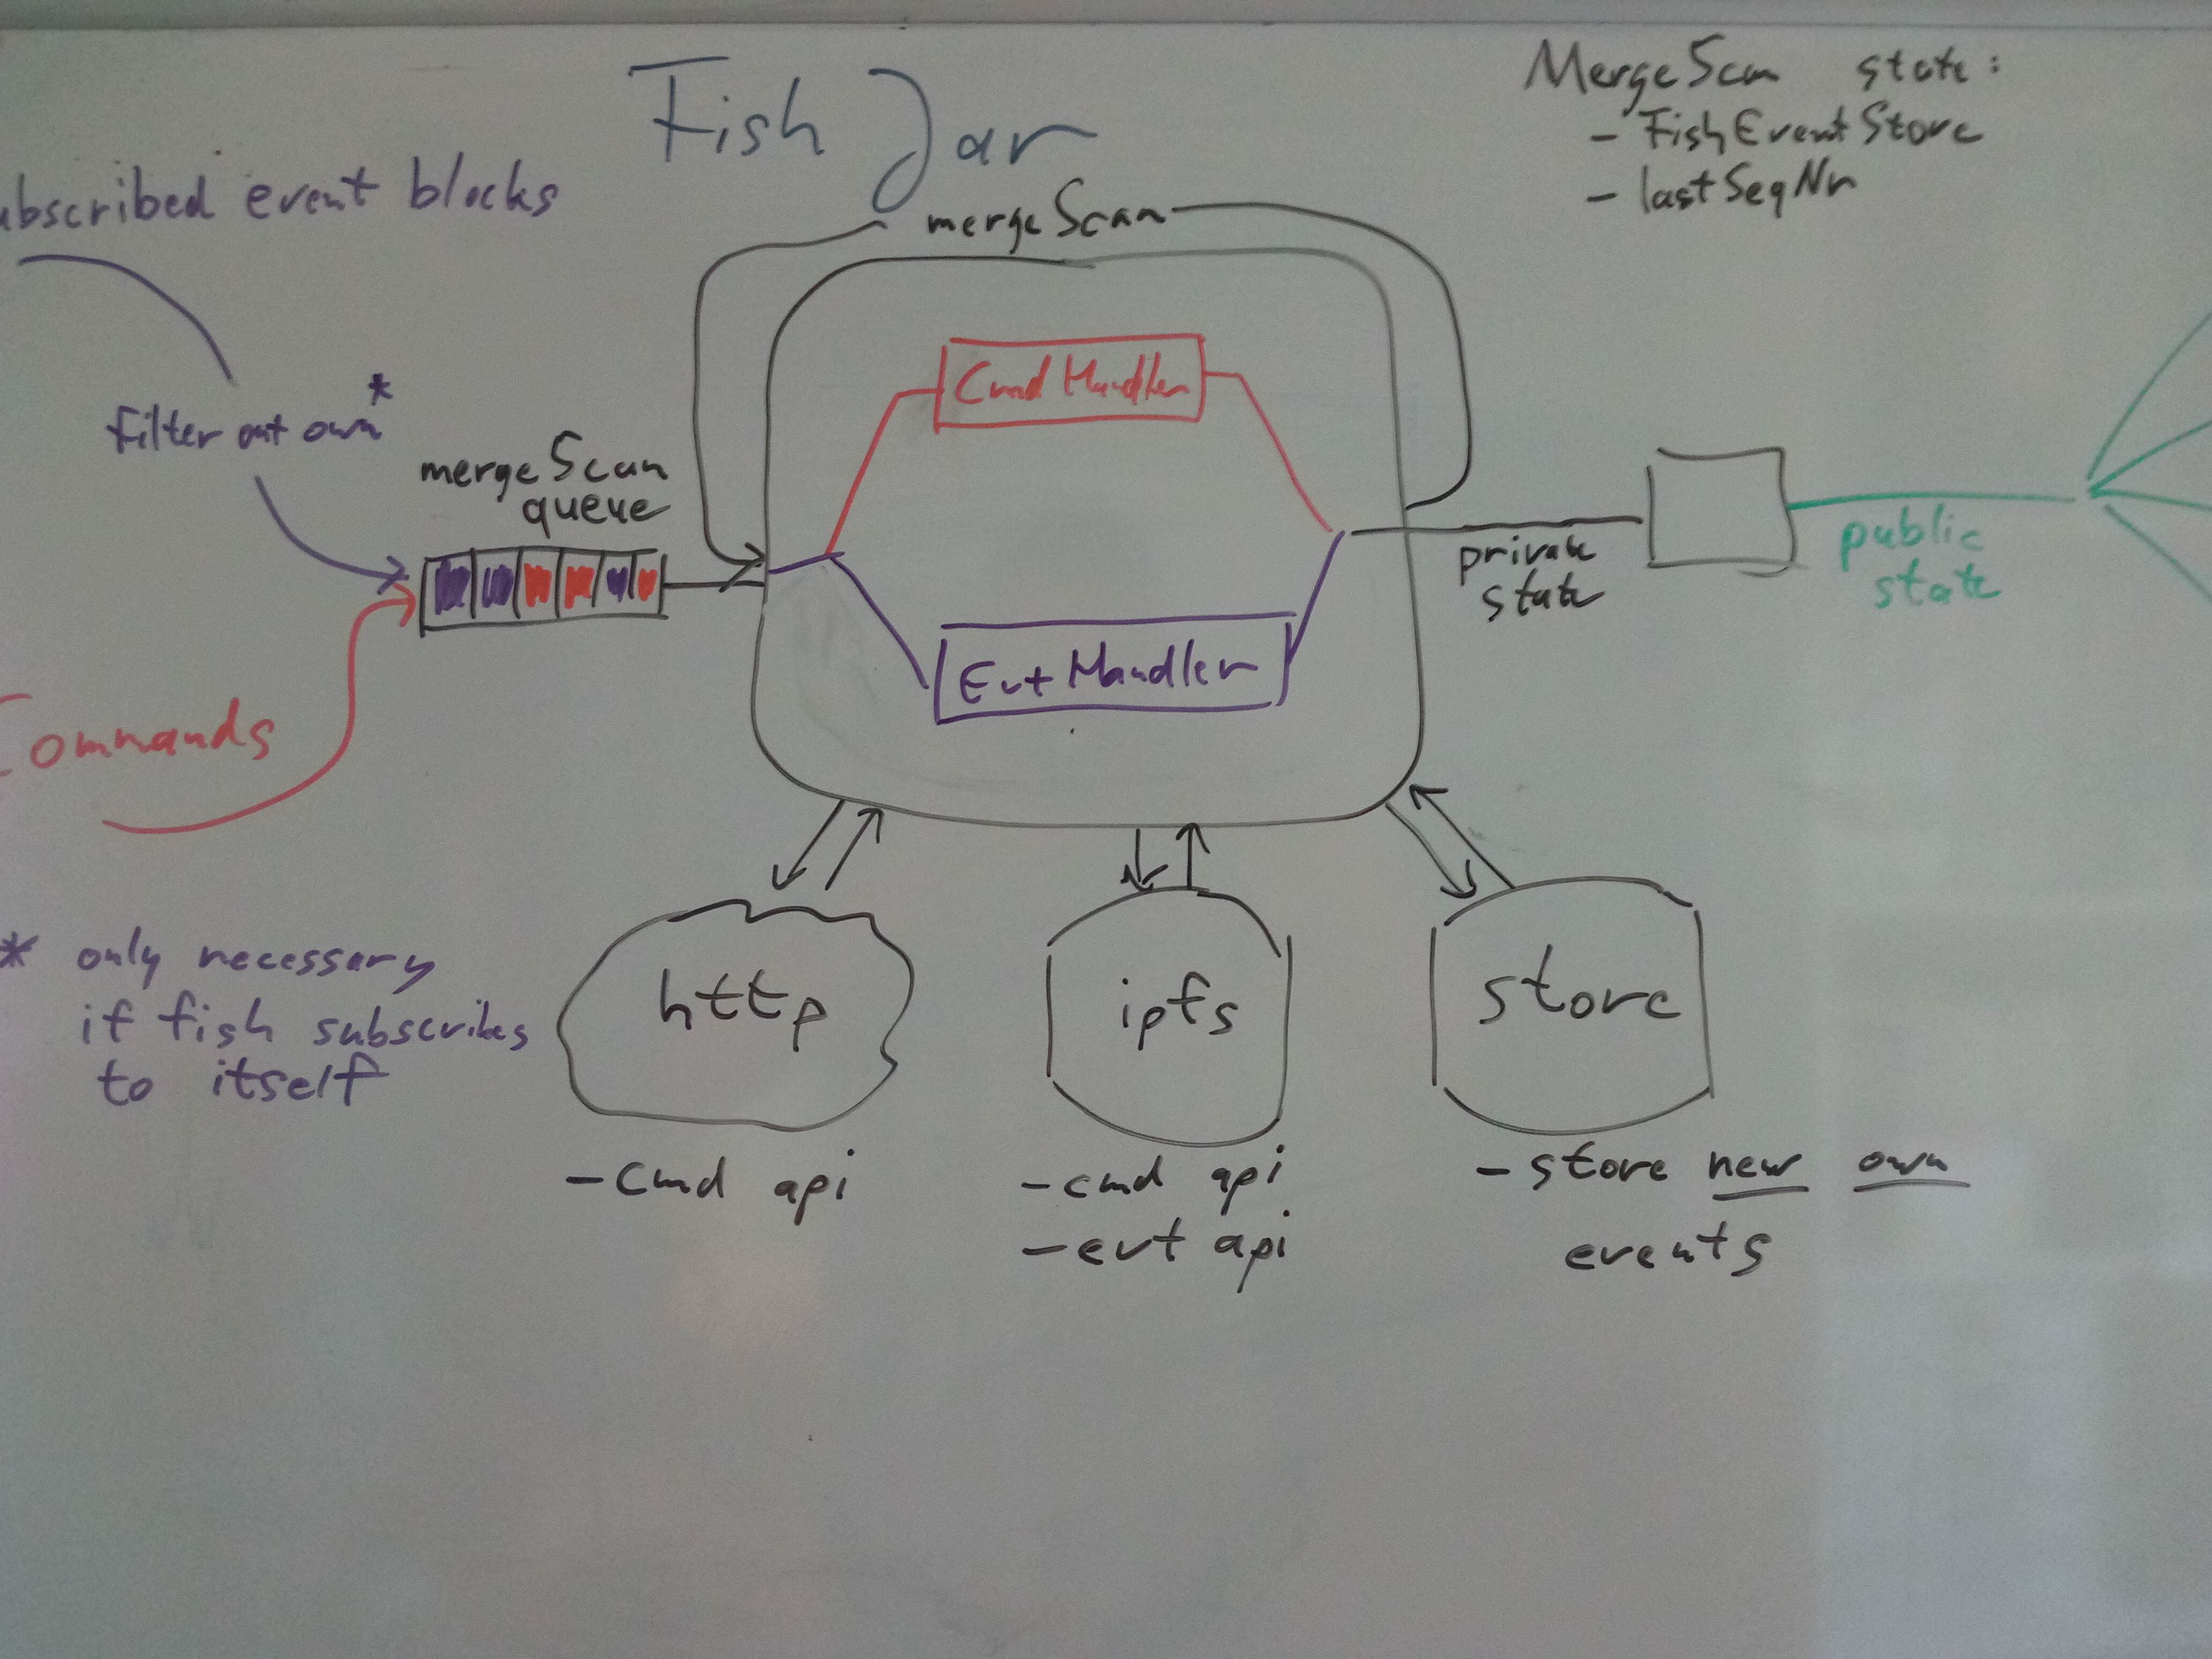 Fish Jar
MergeScan state:
- FishEventStore
- lastSeqNr
ubscribed event blocks
mergeScan
Filter out own*
mergeScan
queue
Cmd Handler
Evt Handler
private
state
public
state
Commands
* only necessary
if fish subscribes
to itself
http
ipfs
store
- cmd api
- cmd api
- evt api
- store new own
events